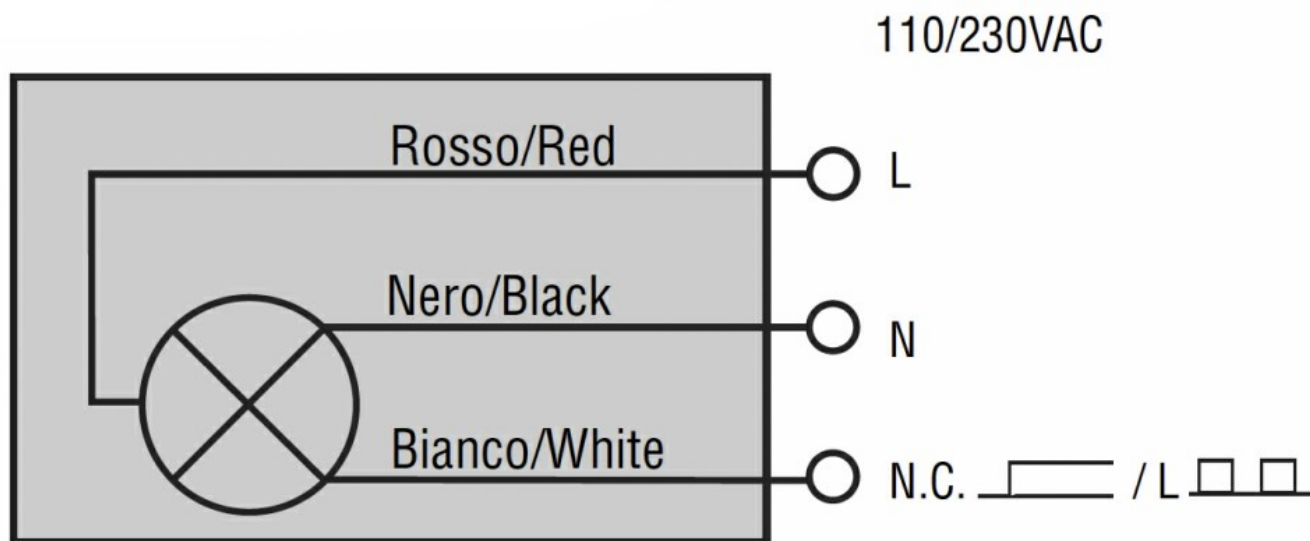 110/230VAC
Rosso/Red
L
Nero/Black
N
Bianco/White
N.C. / L